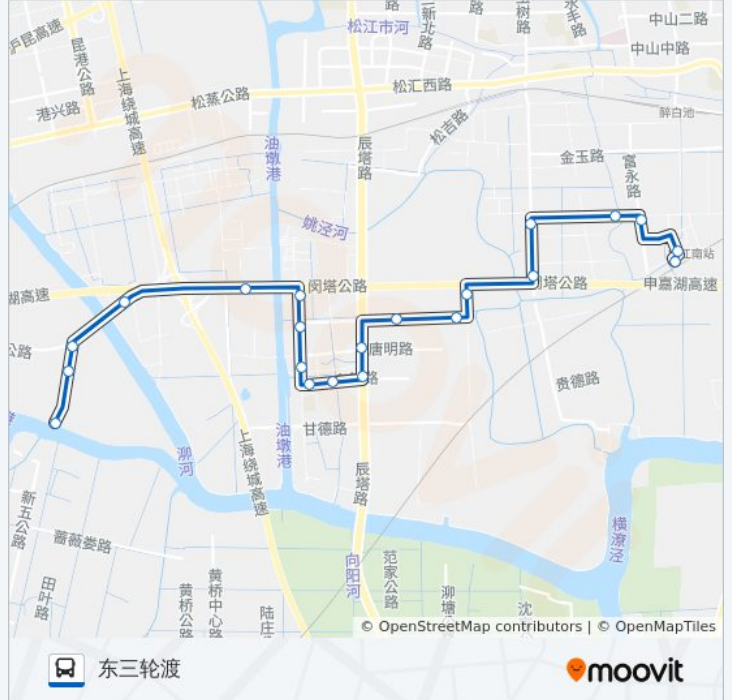 路
新北路
路
树路
永丰路
中山二路
松江市河
中山中路
沪昆高速
昆港公路
上海绕城高速
松汇西路
松蒸公路
港兴路
醉白池
松吉路
油墩港
辰塔路
金玉路
富永路
姚泾河
江南站
闵塔公路
塔公路
申嘉湖高速
湖高速
公路
唐明路
路
贵德路
甘德路
泖河
油墩港
上海绕城高速
辰塔路
新五公路
横潦泾
蔷薇娄路
向阳河
范家公路
田叶路
黄桥公路
黄桥中心路
陆庄
泖塘
沈
© OpenStreetMap contributors | © OpenMapTiles
东三轮渡
moovit